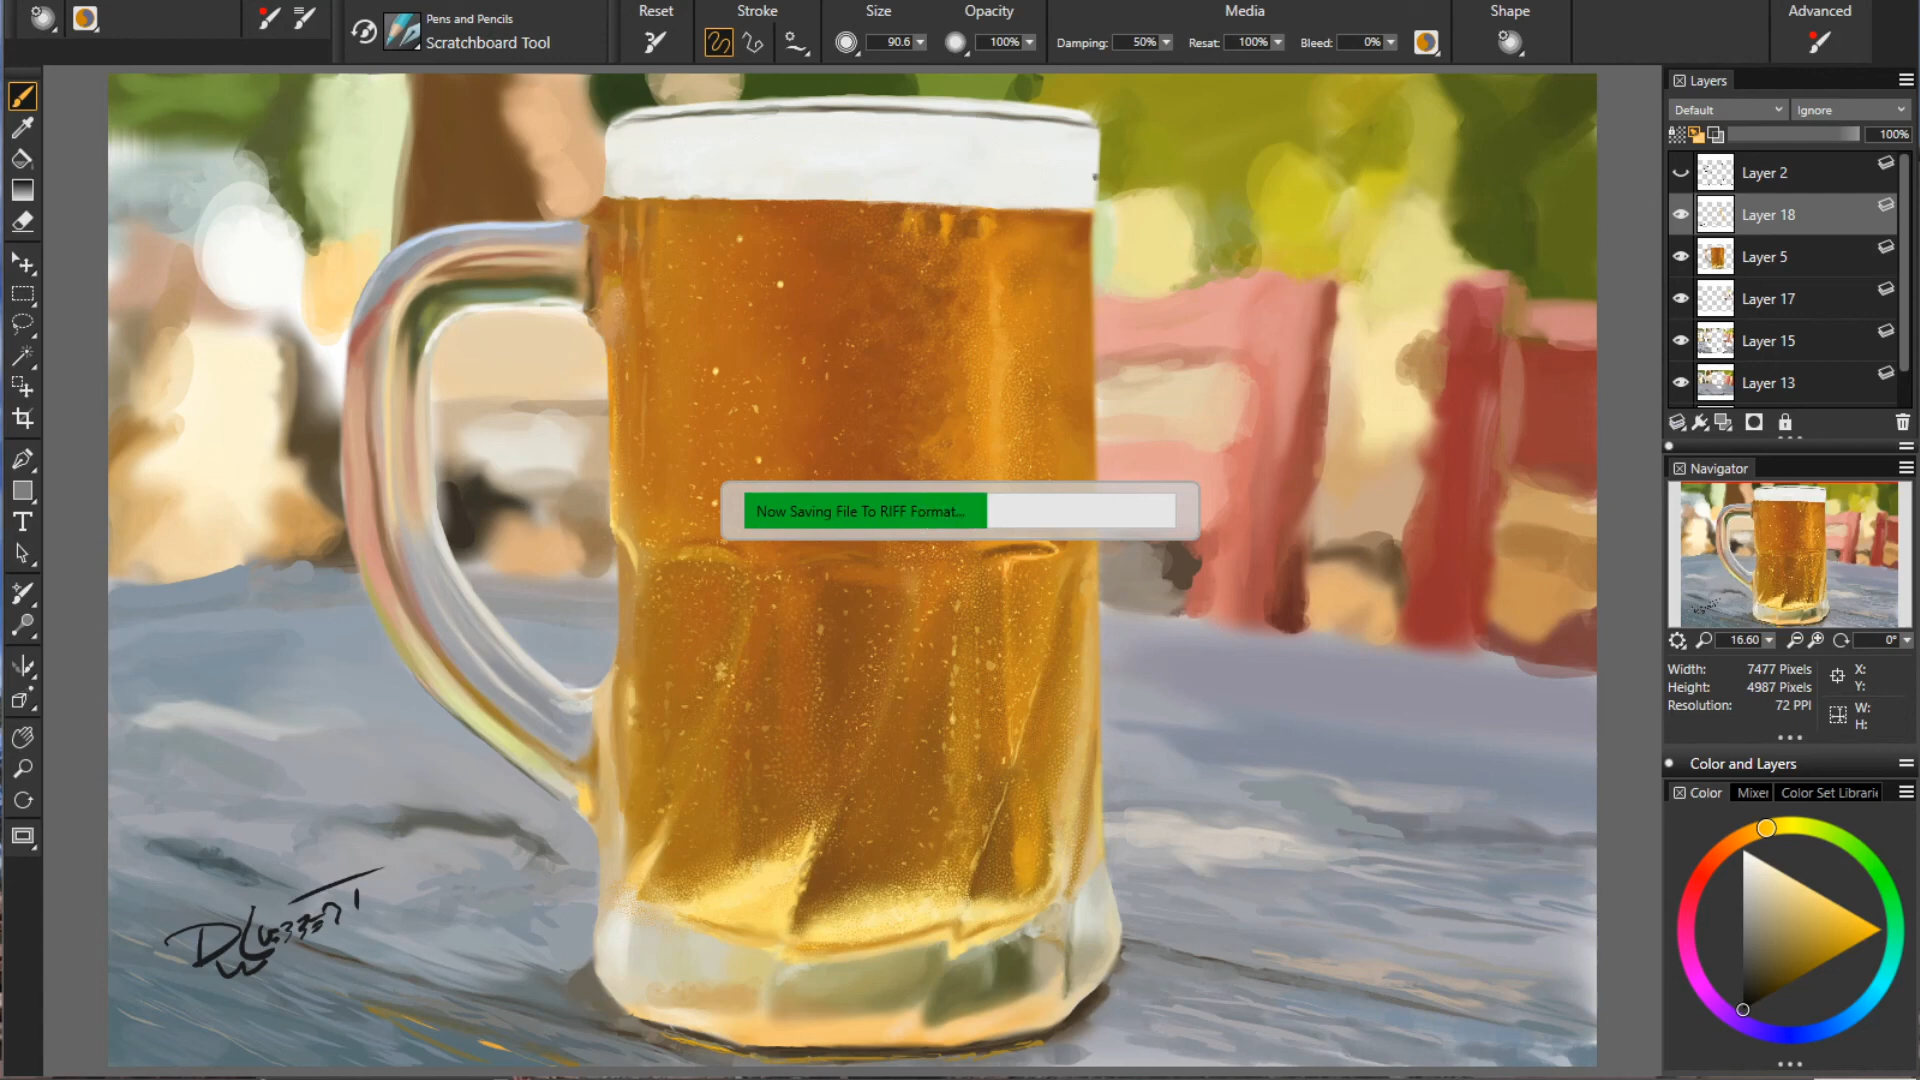 Pens and Pencils
Scratchboard Tool
Reset
Stroke
Size
90.6
Opacity
100%
Media
Damping: 50%
Resat: 100%
Bleed: 0%
Shape
Advanced
Layers
Default
Ignore
100%
Layer 2
Layer 18
Layer 5
Layer 17
Layer 15
Layer 13
Now Saving File To RIFF Format...
Navigator
16.60
0°
Width: 7477 Pixels
Height: 4987 Pixels
Resolution: 72 PPI
X:
Y:
W:
H:
Color and Layers
Color
Mixer
Color Set Librari